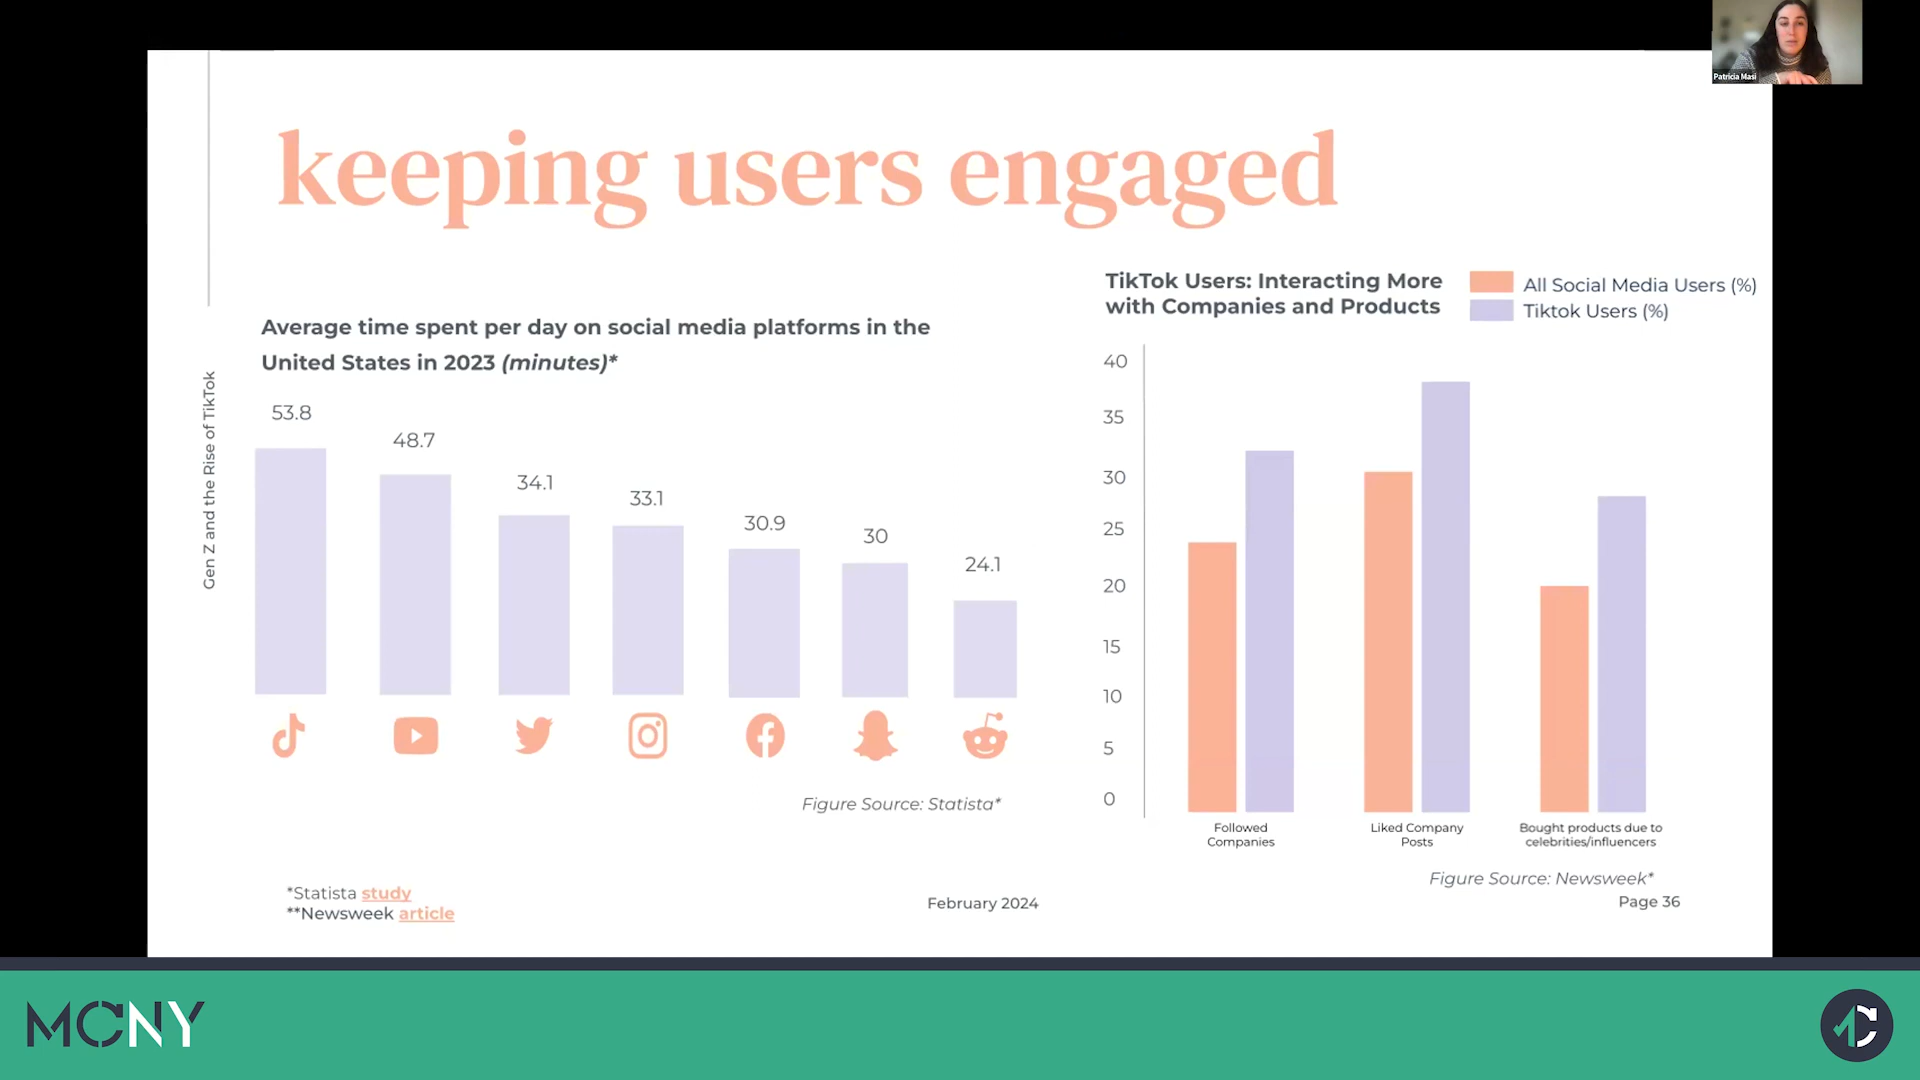 Patricia Masi
keeping users engaged
Gen Z and the Rise of TikTok
Average time spent per day on social media platforms in the
United States in 2023 (minutes)*
53.8
48.7
34.1
33.1
30.9
30
24.1
Figure Source: Statista*
TikTok Users: Interacting More
with Companies and Products
All Social Media Users (%)
Tiktok Users (%)
40
35
30
25
20
15
10
5
0
Followed
Companies
Liked Company
Posts
Bought products due to
celebrities/influencers
Figure Source: Newsweek*
*Statista study
**Newsweek article
February 2024
Page 36
MCNY